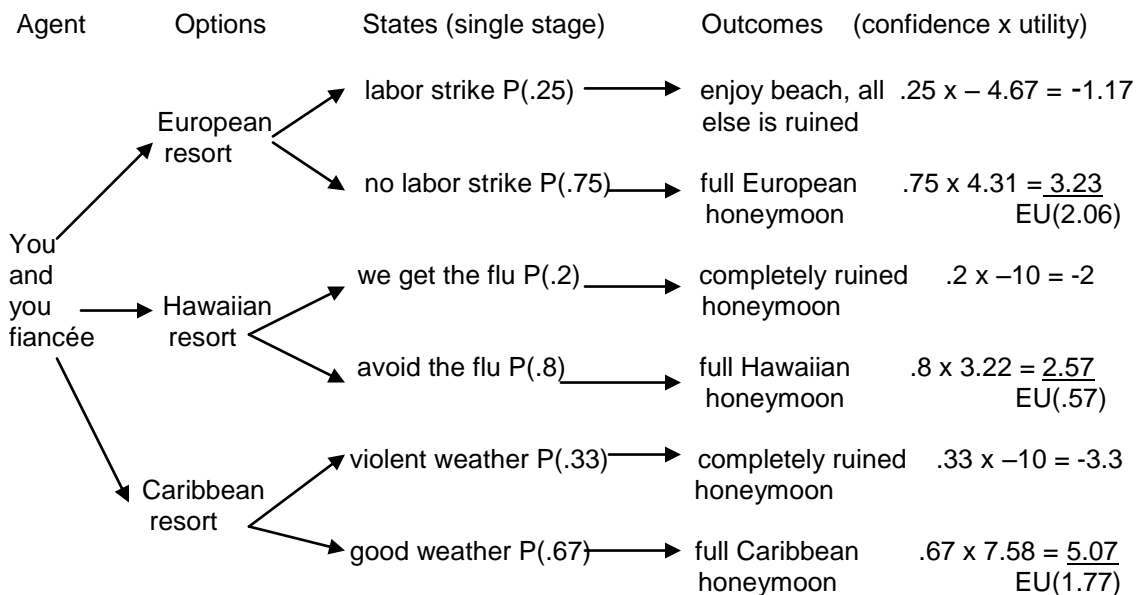 Agent Options States (single stage) Outcomes (confidence x utility)
labor strike P(.25) enjoy beach, all .25 x – 4.67 = -1.17
else is ruined
European
resort
no labor strike P(.75) full European .75 x 4.31 = 3.23
honeymoon EU(2.06)
You
and
you
fiancée
we get the flu P(.2) completely ruined .2 x –10 = -2
honeymoon
Hawaiian
resort
avoid the flu P(.8) full Hawaiian .8 x 3.22 = 2.57
honeymoon EU(.57)
violent weather P(.33) completely ruined .33 x –10 = -3.3
honeymoon
Caribbean
resort
good weather P(.67) full Caribbean .67 x 7.58 = 5.07
honeymoon EU(1.77)